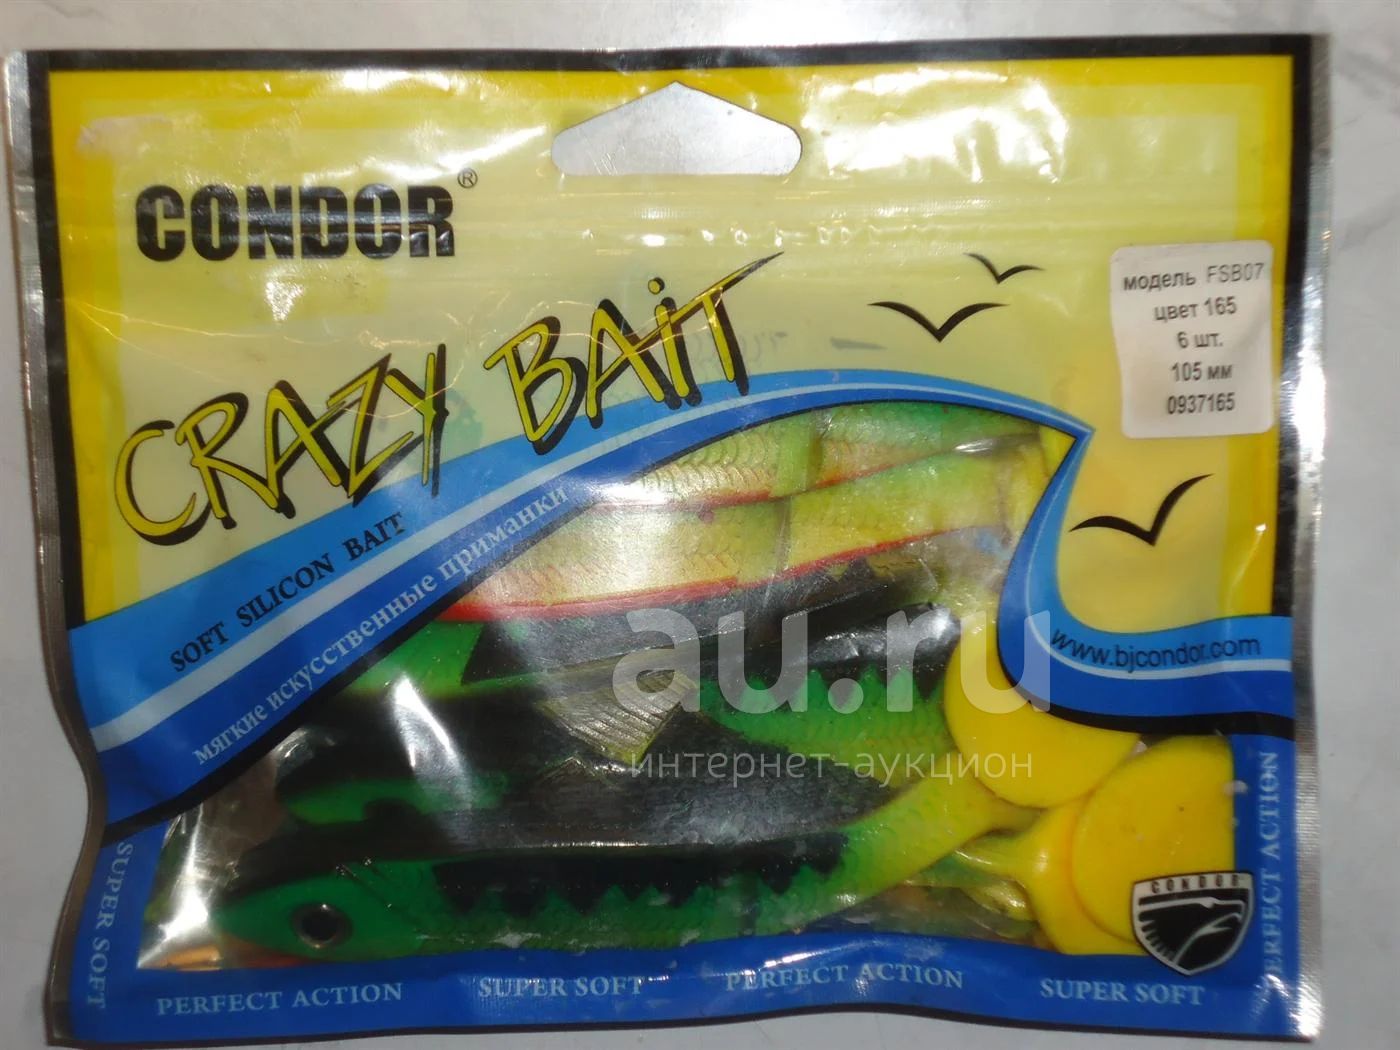 CONDOR®
CRAZY BAiT
модель FSB07
цвет 165
6 шт.
105 мм
0937165
SOFT SILICON BAIT
мягкие искусственные приманки
www.bjcondor.com
au.ru
интернет-аукцион
SUPER SOFT
PERFECT ACTION
SUPER SOFT
PERFECT ACTION
SUPER SOFT
PERFECT ACTION
CONDOR